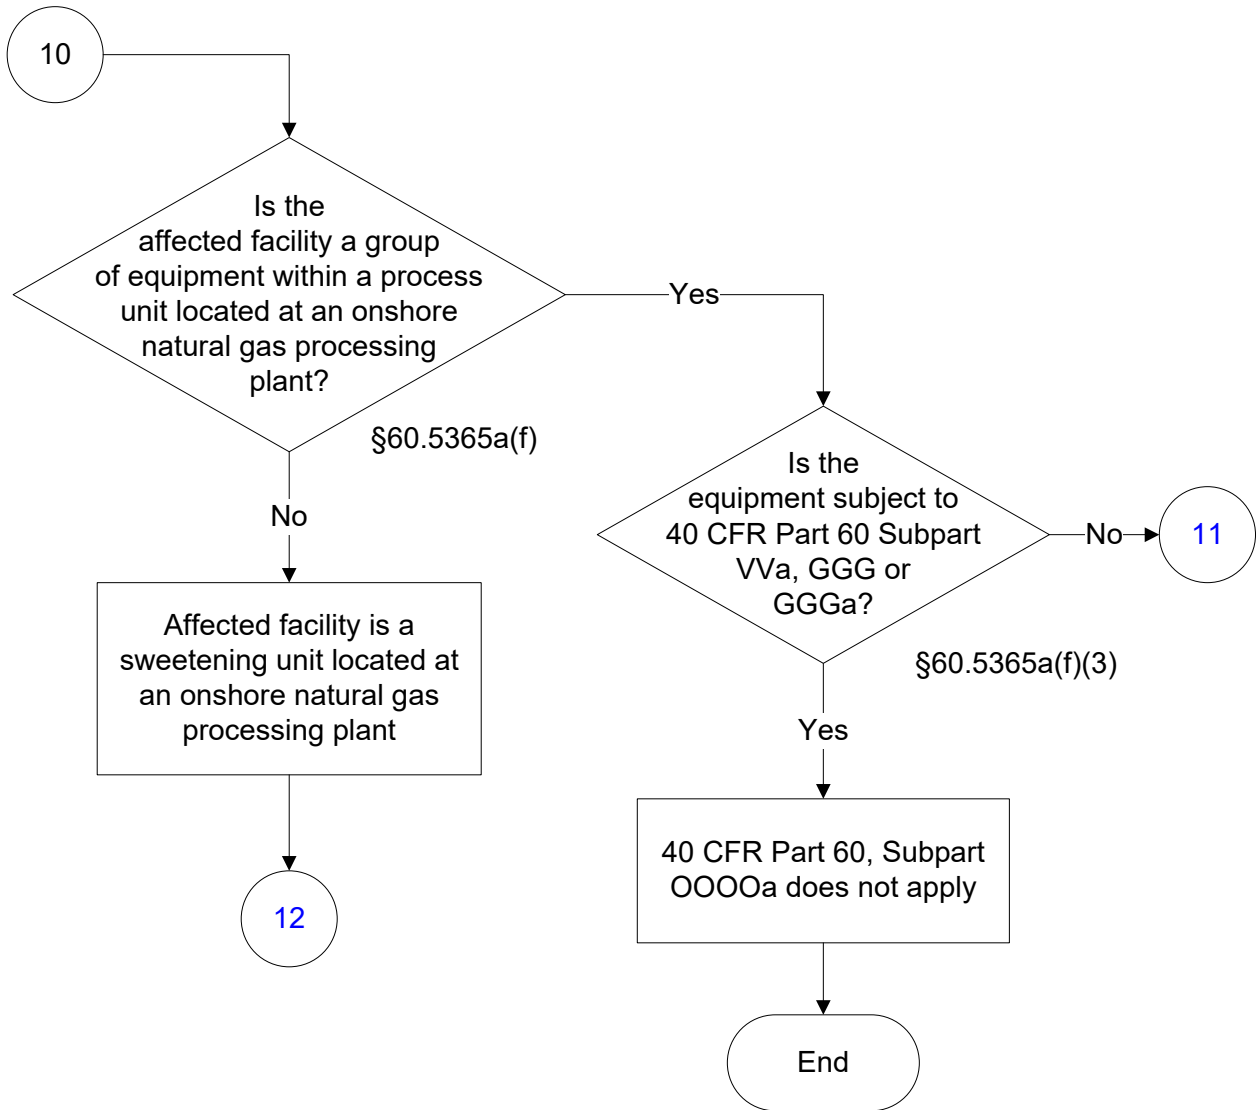 10
Is the
affected facility a group
of equipment within a process
unit located at an onshore
natural gas processing
plant?
Yes
§60.5365a(f)
No
Is the
equipment subject to
40 CFR Part 60 Subpart
VVa, GGG or
GGGa?
No
11
§60.5365a(f)(3)
Affected facility is a
sweetening unit located at
an onshore natural gas
processing plant
Yes
40 CFR Part 60, Subpart
OOOOa does not apply
12
End